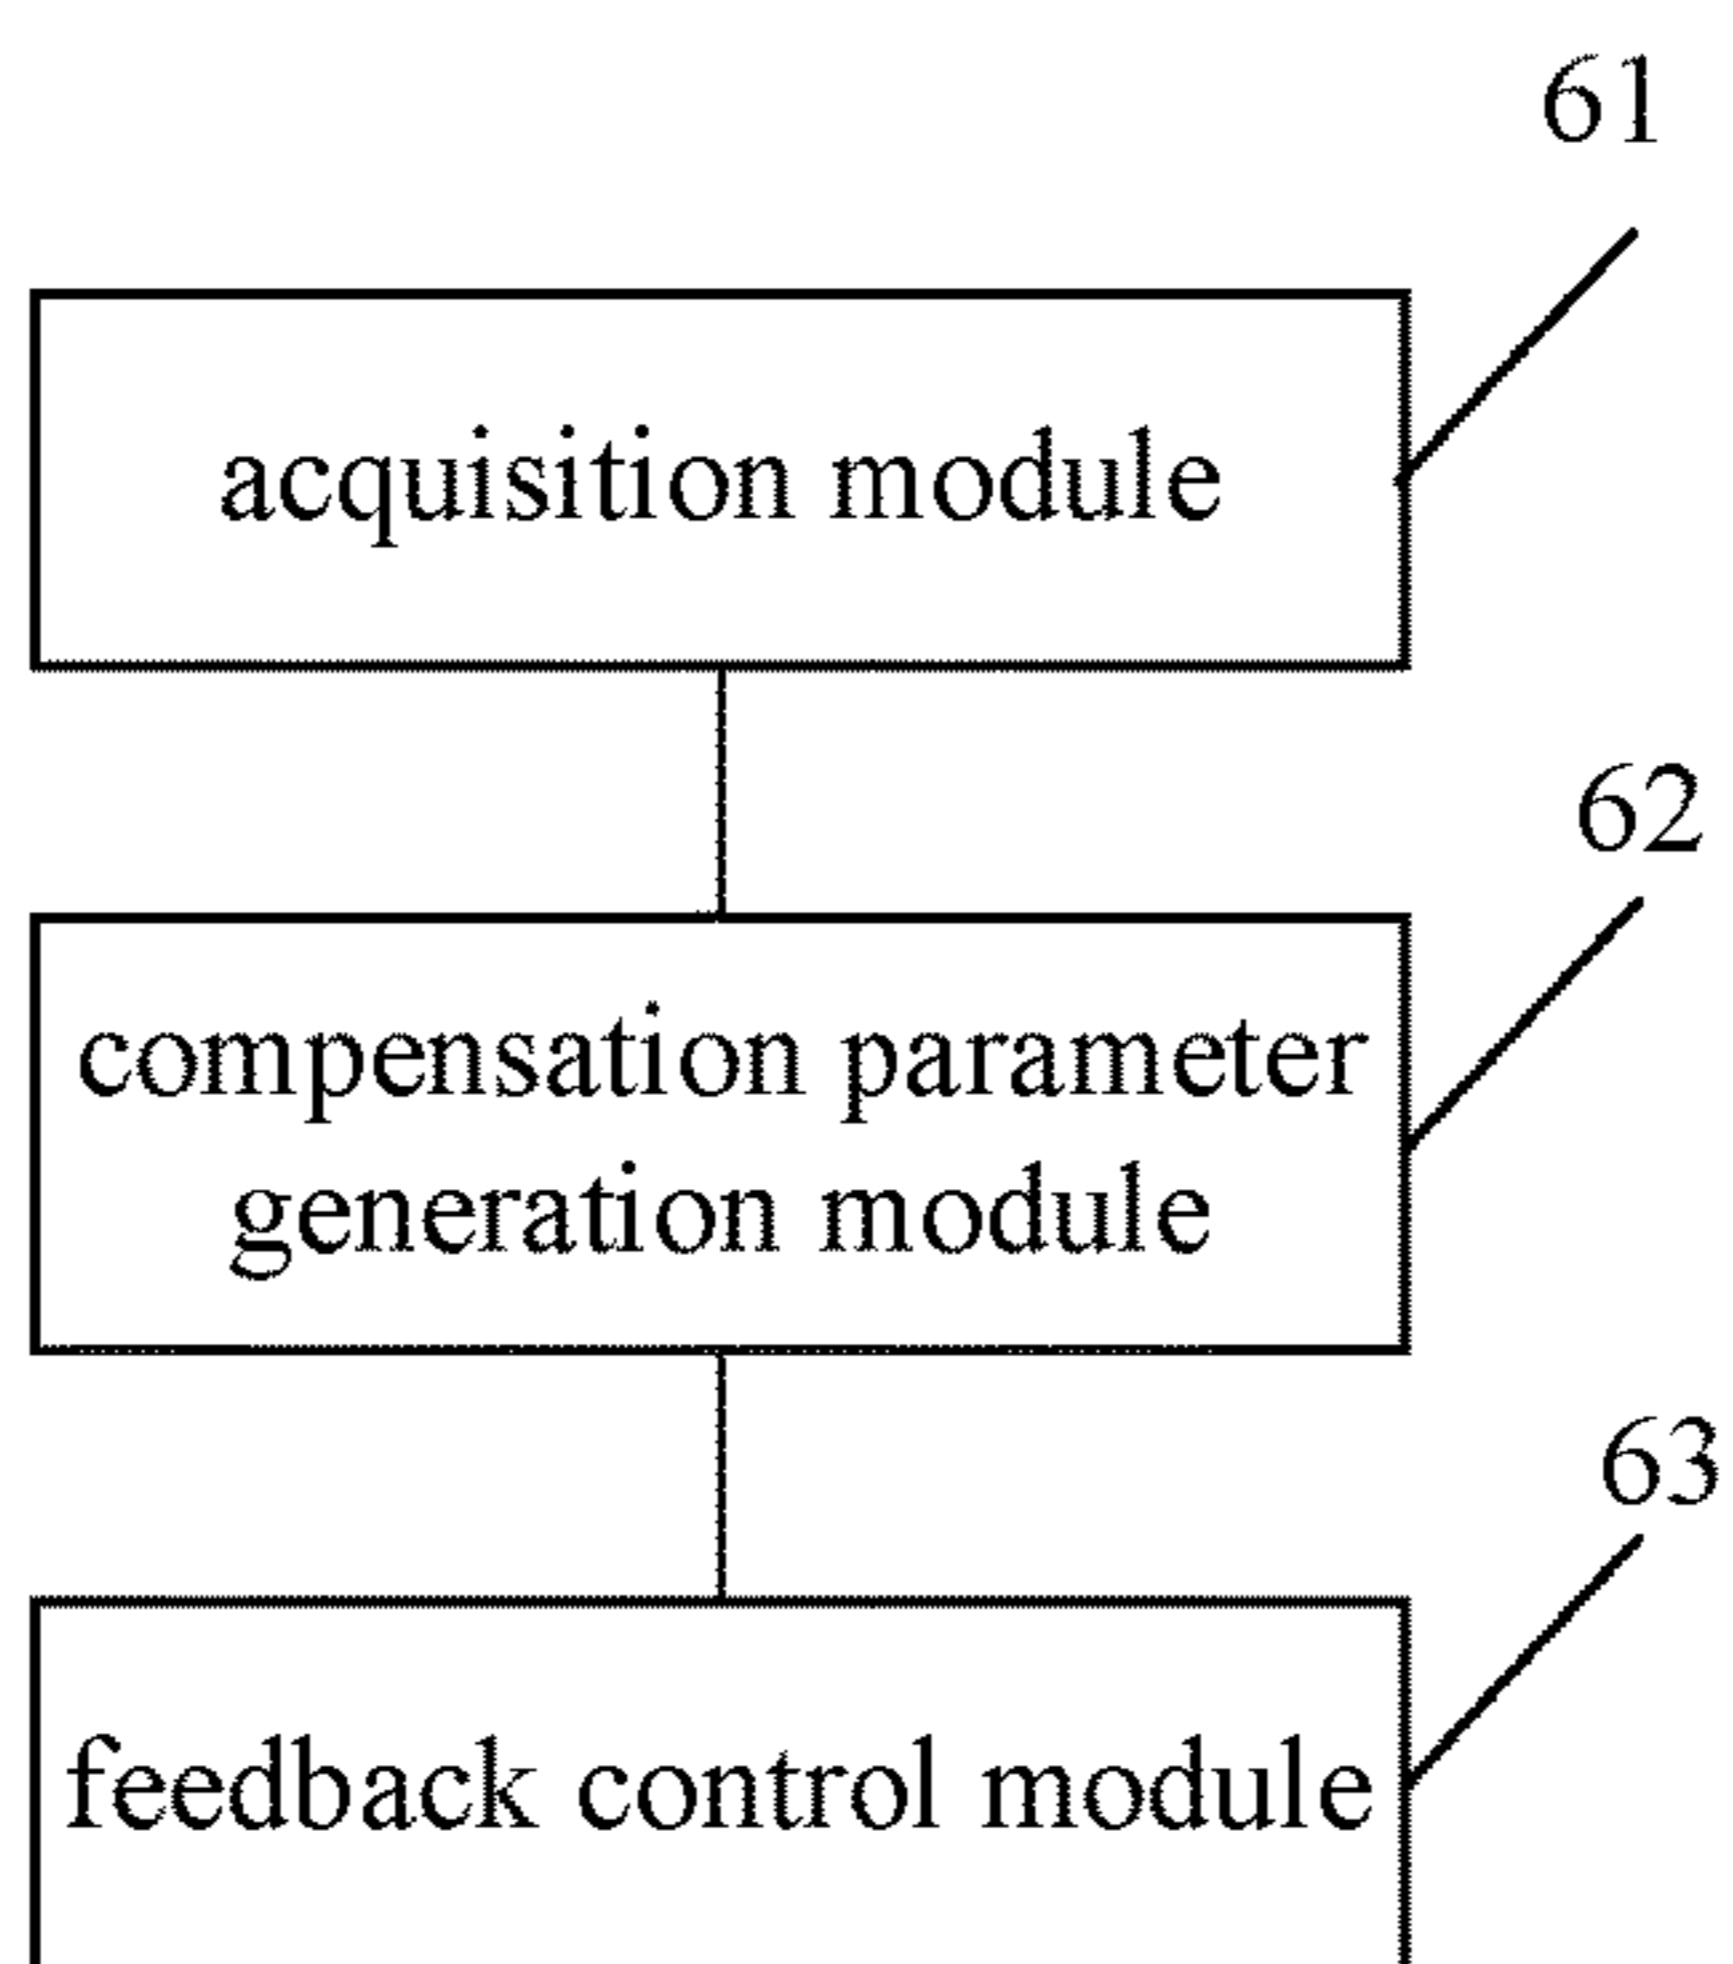 61
acquisition module
62
compensation parameter
generation module
63
feedback control module